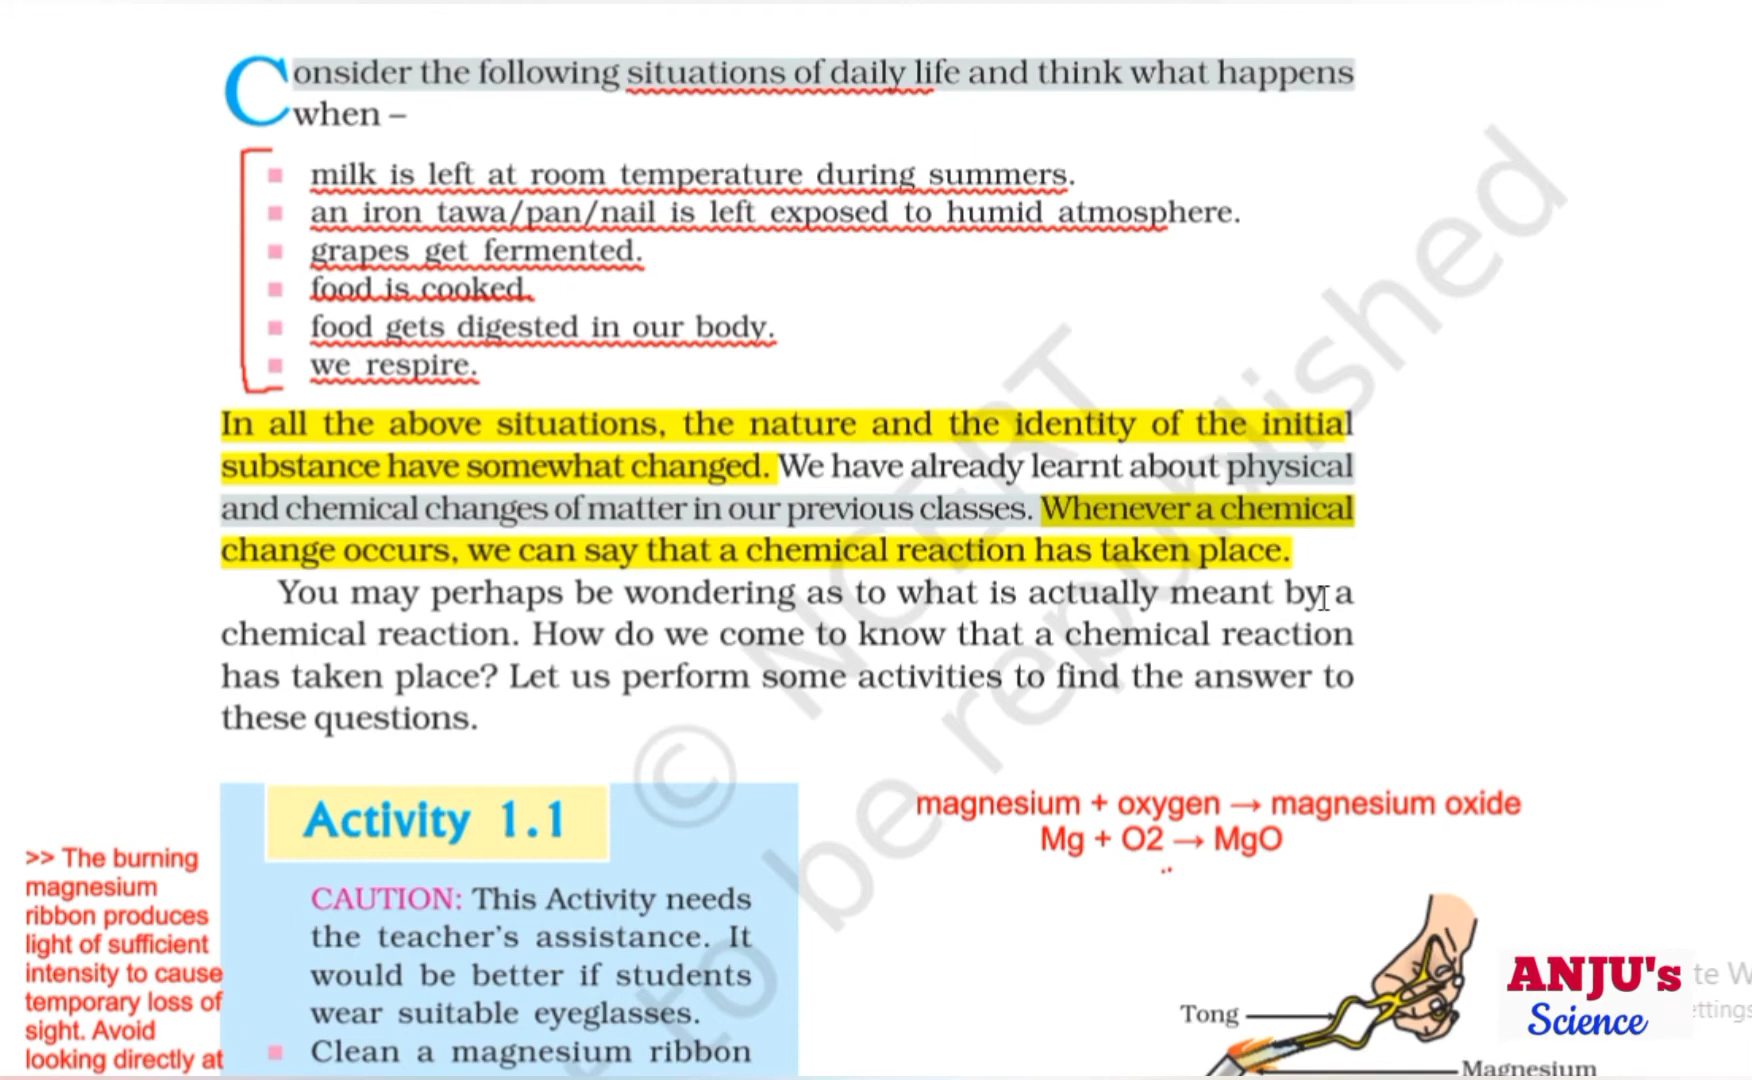 Consider the following situations of daily life and think what happens
when –
milk is left at room temperature during summers.
an iron tawa/pan/nail is left exposed to humid atmosphere.
grapes get fermented.
food is cooked.
food gets digested in our body.
we respire.
In all the above situations, the nature and the identity of the initial
substance have somewhat changed. We have already learnt about physical
and chemical changes of matter in our previous classes. Whenever a chemical
change occurs, we can say that a chemical reaction has taken place.
You may perhaps be wondering as to what is actually meant by a
chemical reaction. How do we come to know that a chemical reaction
has taken place? Let us perform some activities to find the answer to
these questions.
Activity 1.1
CAUTION: This Activity needs
the teacher's assistance. It
would be better if students
wear suitable eyeglasses.
Clean a magnesium ribbon
>> The burning
magnesium
ribbon produces
light of sufficient
intensity to cause
temporary loss of
sight. Avoid
looking directly at
magnesium + oxygen → magnesium oxide
Mg + O2 → MgO
Tong
Magnesium
ANJU's
Science
te W
ettings
© NCERT
to be republished